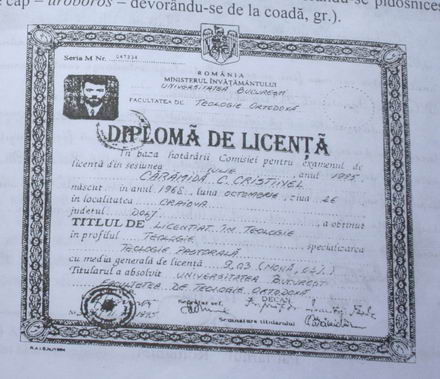 cap – uroboros – devorându-se de la coadă, gr.).
Seria M Nr. 047934
ROMÂNIA
MINISTERUL ÎNVĂȚĂMÂNTULUI
UNIVERSITATEA BUCUREȘTI
FACULTATEA DE TEOLOGIE ORTODOXĂ
DIPLOMĂ DE LICENȚĂ
În baza hotărârii Comisiei pentru examenul de
licență din sesiunea IULIE, anul 1995
CĂRĂMIDĂ C. CRISTINEL
născut în anul 1968, luna OCTOMBRIE, ziua 26
în localitatea CRAIOVA
județul DOLJ, a obținut
TITLUL DE LICENȚIAT ÎN TEOLOGIE
în profilul TEOLOGIE, specializarea
TEOLOGIE PASTORALĂ
cu media generală de licență 9,03 (NOUĂ, 03).
Titularul a absolvit UNIVERSITATEA BUCUREȘTI
FACULTATEA DE TEOLOGIE ORTODOXĂ
Secretar șef, DECAN,
Semnătura titularului